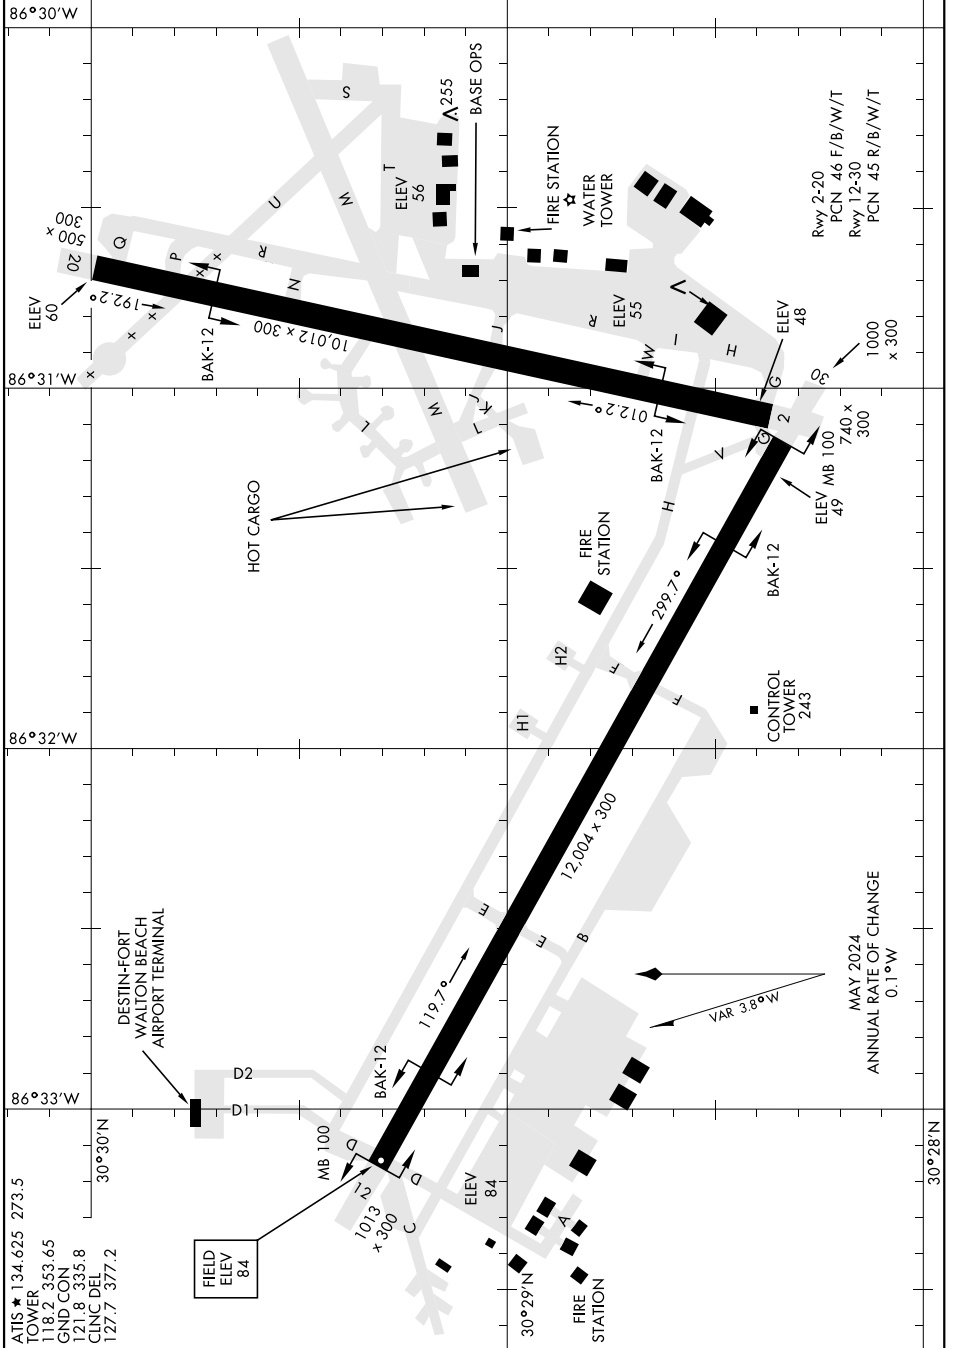 86°30'W
86°31'W
86°32'W
86°33'W
30°30'N
30°29'N
30°28'N
ATIS ★ 134.625 273.5
TOWER
118.2 353.65
GND CON
121.8 335.8
CLNC DEL
127.7 377.2
500 x
300
20
ELEV
60
192.2°
Q
P
R
N
U
S
W
T
x
x
x
x
x
BAK-12
10,012 x 300
ELEV
56
255
BASE OPS
FIRE STATION
WATER
TOWER
Rwy 2-20
PCN 46 F/B/W/T
Rwy 12-30
PCN 45 R/B/W/T
R
ELEV
55
V
I
H
W
J
ELEV
48
1000
x 300
30
G
2
G
012.2°
BAK-12
L
W
J
K
L
HOT CARGO
V
MB 100
740 x
300
ELEV
49
H
FIRE
STATION
299.7°
BAK-12
H2
F
F
H1
CONTROL
TOWER
243
12,004 x 300
E
E
B
DESTIN-FORT
WALTON BEACH
AIRPORT TERMINAL
119.7°
BAK-12
D2
D1
MAY 2024
ANNUAL RATE OF CHANGE
0.1°W
VAR 3.8°W
MB 100
D
D
12
1013
x 300
C
ELEV
84
A
FIELD
ELEV
84
FIRE
STATION